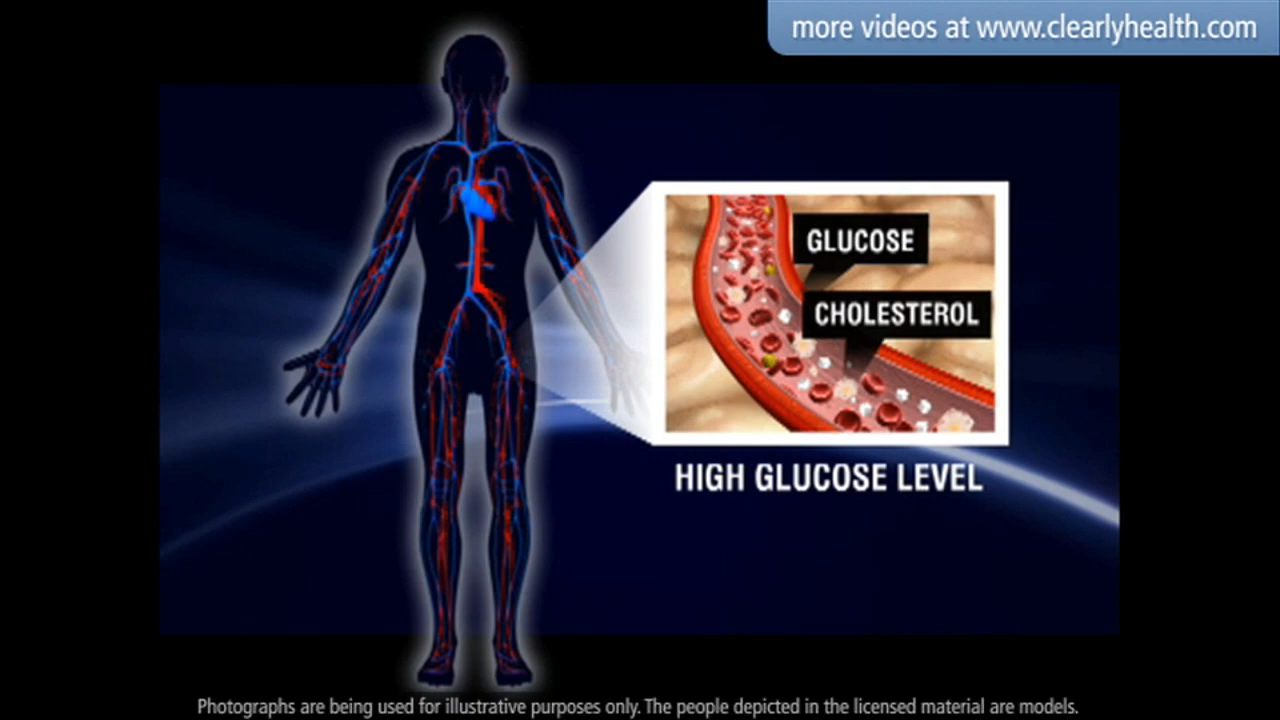 more videos at www.clearlyhealth.com
GLUCOSE
CHOLESTEROL
HIGH GLUCOSE LEVEL
Photographs are being used for illustrative purposes only. The people depicted in the licensed material are models.